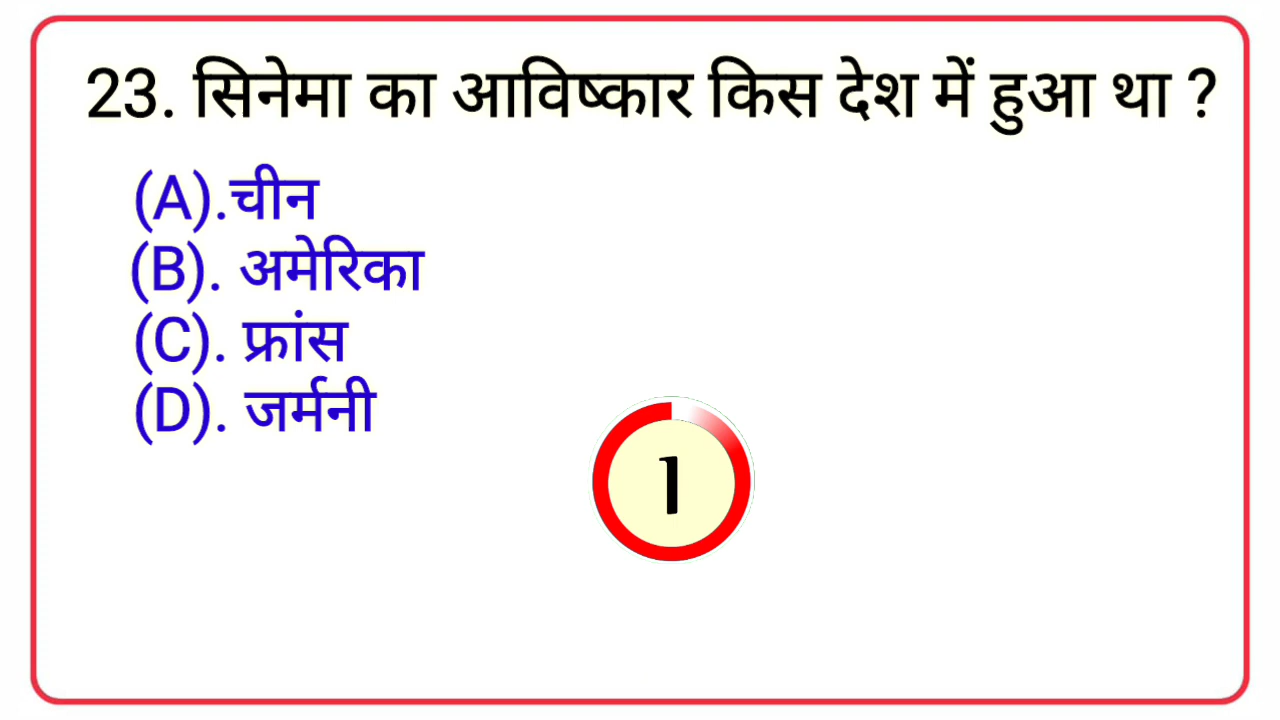 23. सिनेमा का आविष्कार किस देश में हुआ था ?
(A).चीन
(B). अमेरिका
(C). फ्रांस
(D). जर्मनी
1